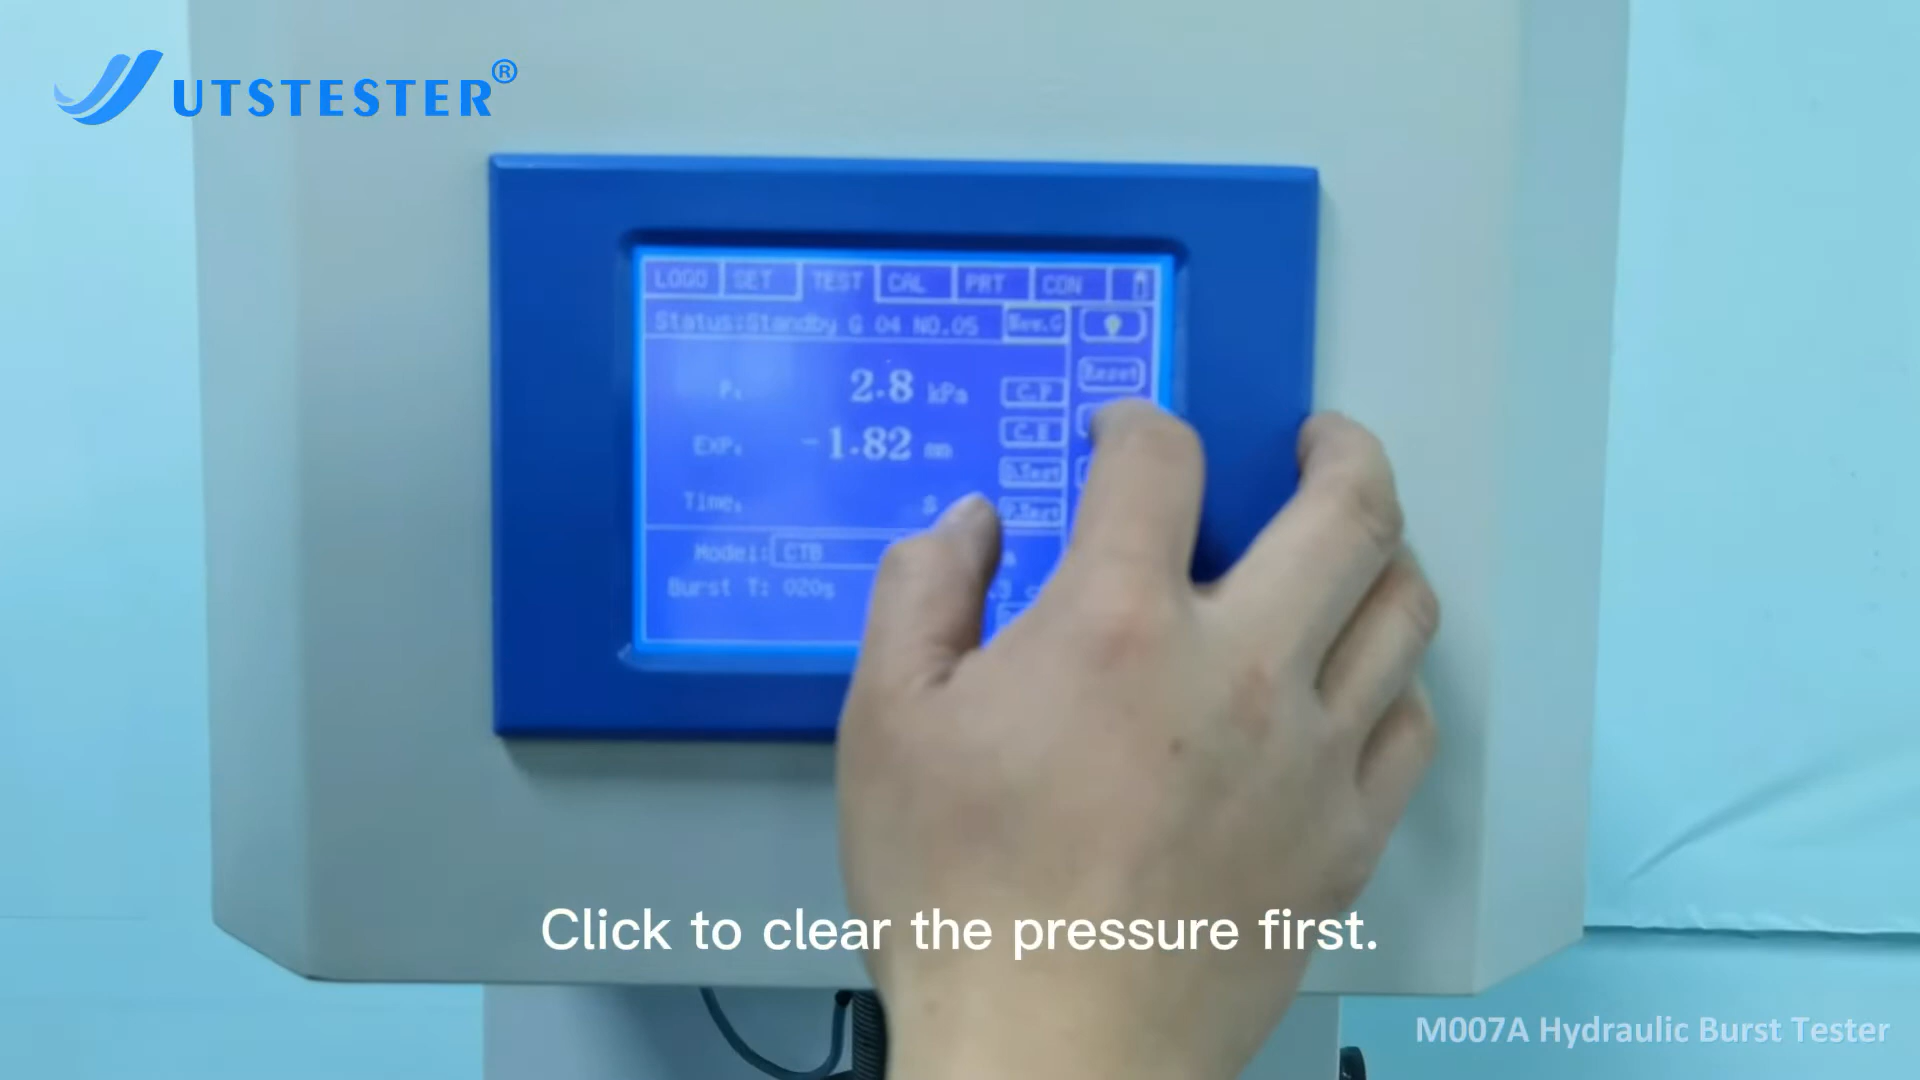 UTSTESTER®
LOGO SET TEST CAL PRT CON
Status:Standby G 04 NO.05 New.G
Reset
P: 2.8 kPa C.P
EXP: -1.82 mm C.E
Time: S
Model: CTB
Burst T: 020s
Click to clear the pressure first.
M007A Hydraulic Burst Tester